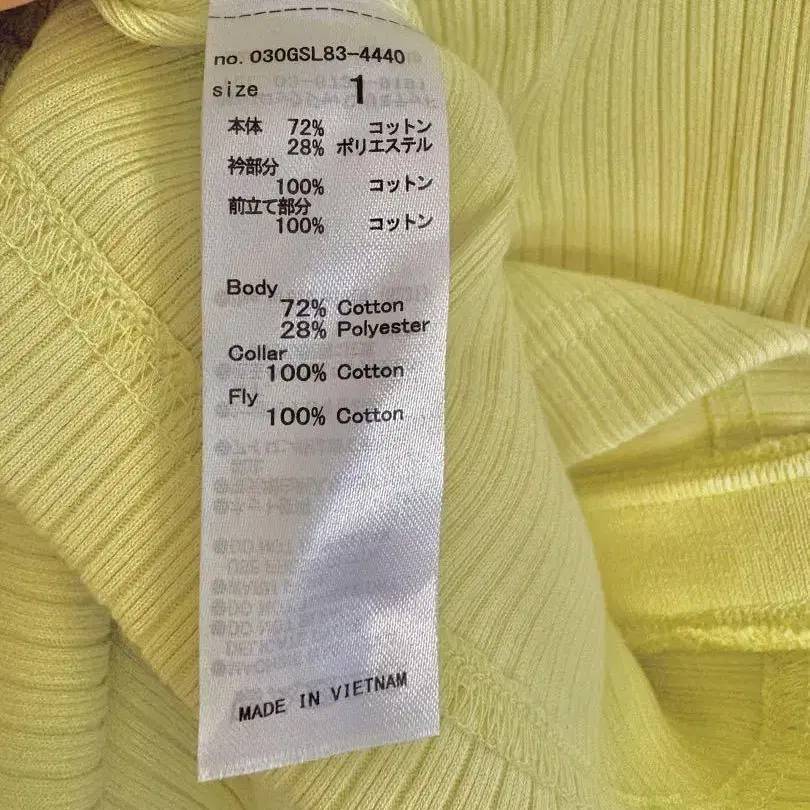 no. 030GSL83-4440
size 1
本体 72% コットン
28% ポリエステル
衿部分
100% コットン
前立て部分
100% コットン
Body
72% Cotton
28% Polyester
Collar
100% Cotton
Fly
100% Cotton
MADE IN VIETNAM